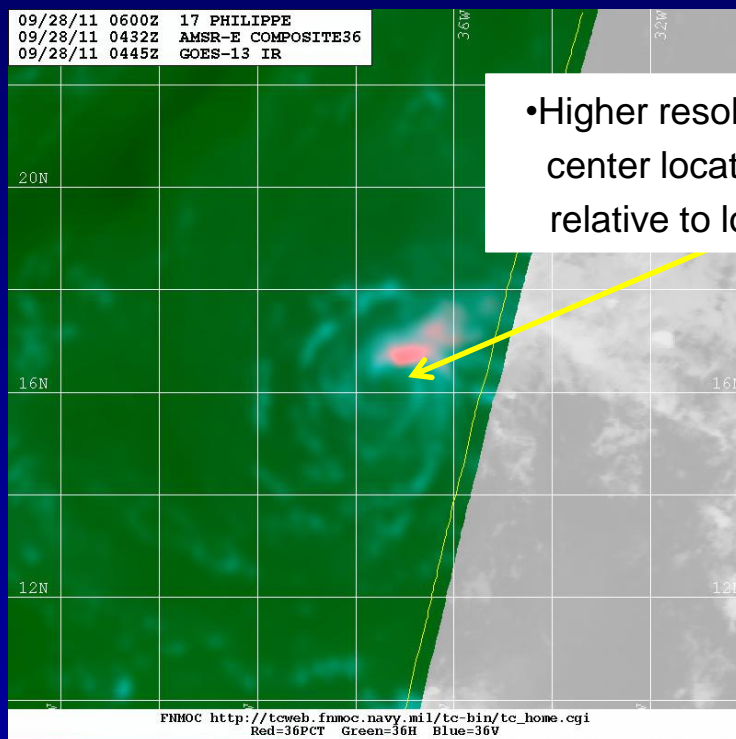 09/28/11 0600Z 17 PHILIPPE
09/28/11 0432Z AMSR-E COMPOSITE36
09/28/11 0445Z GOES-13 IR
36W
32W
•Higher resol
center locat
relative to lo
20N
16N
16N
12N
12N
FNMOC http://tcweb.fnmoc.navy.mil/tc-bin/tc_home.cgi
Red=36PCT Green=36H Blue=36V